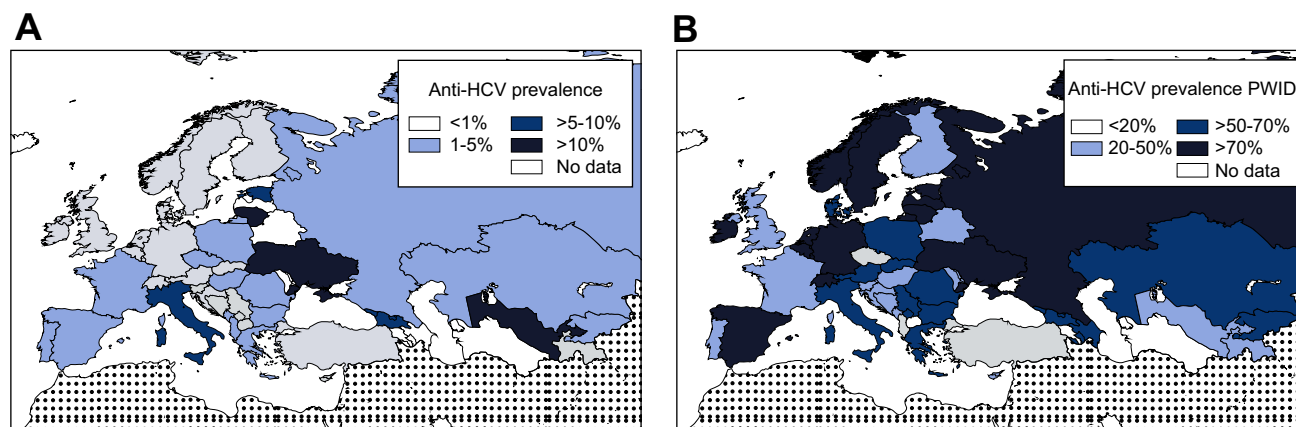 A
Anti-HCV prevalence
<1% >5-10%
1-5% >10%
No data
B
Anti-HCV prevalence PWID
<20% >50-70%
20-50% >70%
No data